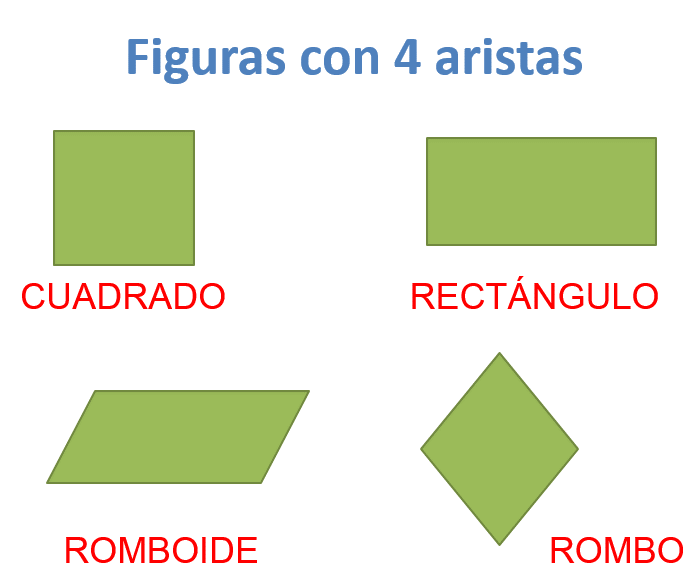 Figuras con 4 aristas
CUADRADO
RECTÁNGULO
ROMBOIDE
ROMBO